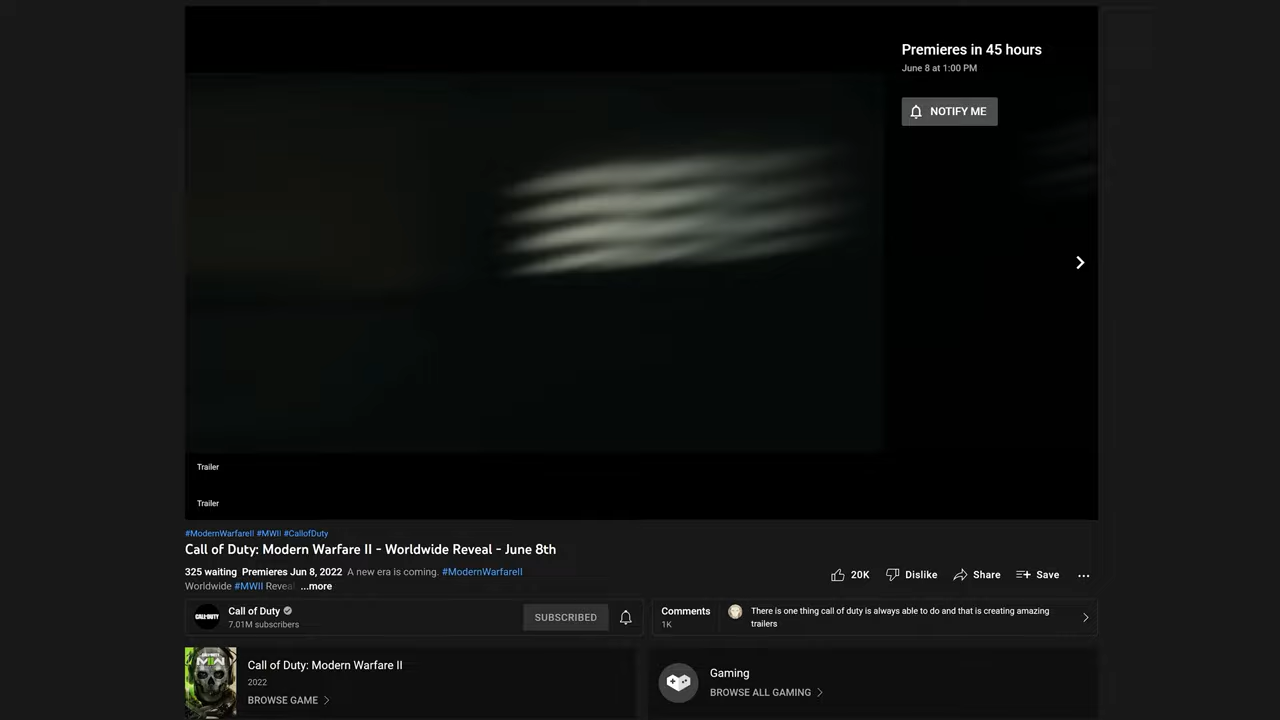 Premieres in 45 hours
June 8 at 1:00 PM
NOTIFY ME
Trailer
Trailer
#ModernWarfareII #MWII #CallofDuty
Call of Duty: Modern Warfare II - Worldwide Reveal - June 8th
325 waiting Premieres Jun 8, 2022 A new era is coming. #ModernWarfareII
Worldwide #MWII Reveal ...more
20K Dislike Share Save
Call of Duty
7.01M subscribers
SUBSCRIBED
Comments
1K
There is one thing call of duty is always able to do and that is creating amazing
trailers
CALL OF DUTY
MWII
Call of Duty: Modern Warfare II
2022
BROWSE GAME
Gaming
BROWSE ALL GAMING